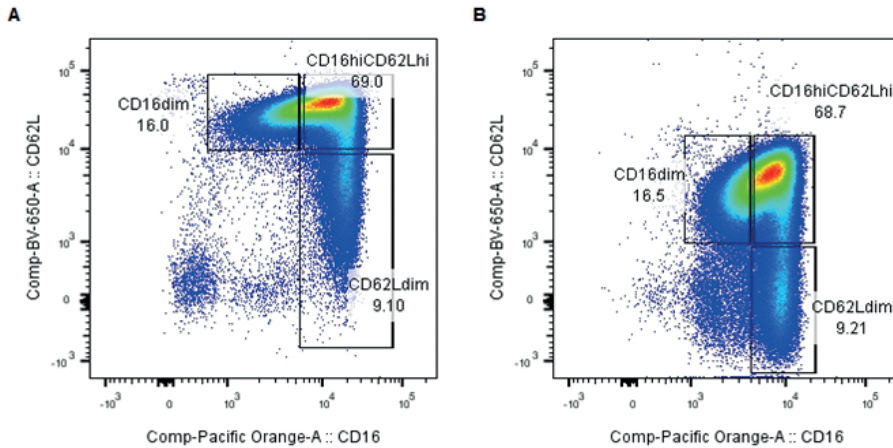 A
B
Comp-BV-650-A :: CD62L
10^5
10^4
10^3
0
-10^3
CD16dim
16.0
CD16hiCD62Lhi
69.0
CD62Ldim
9.10
-10^3
0
10^3
10^4
10^5
Comp-Pacific Orange-A :: CD16
Comp-BV-650-A :: CD62L
10^5
10^4
10^3
0
-10^3
CD16hiCD62Lhi
68.7
CD16dim
16.5
CD62Ldim
9.21
-10^3
0
10^3
10^4
10^5
Comp-Pacific Orange-A :: CD16